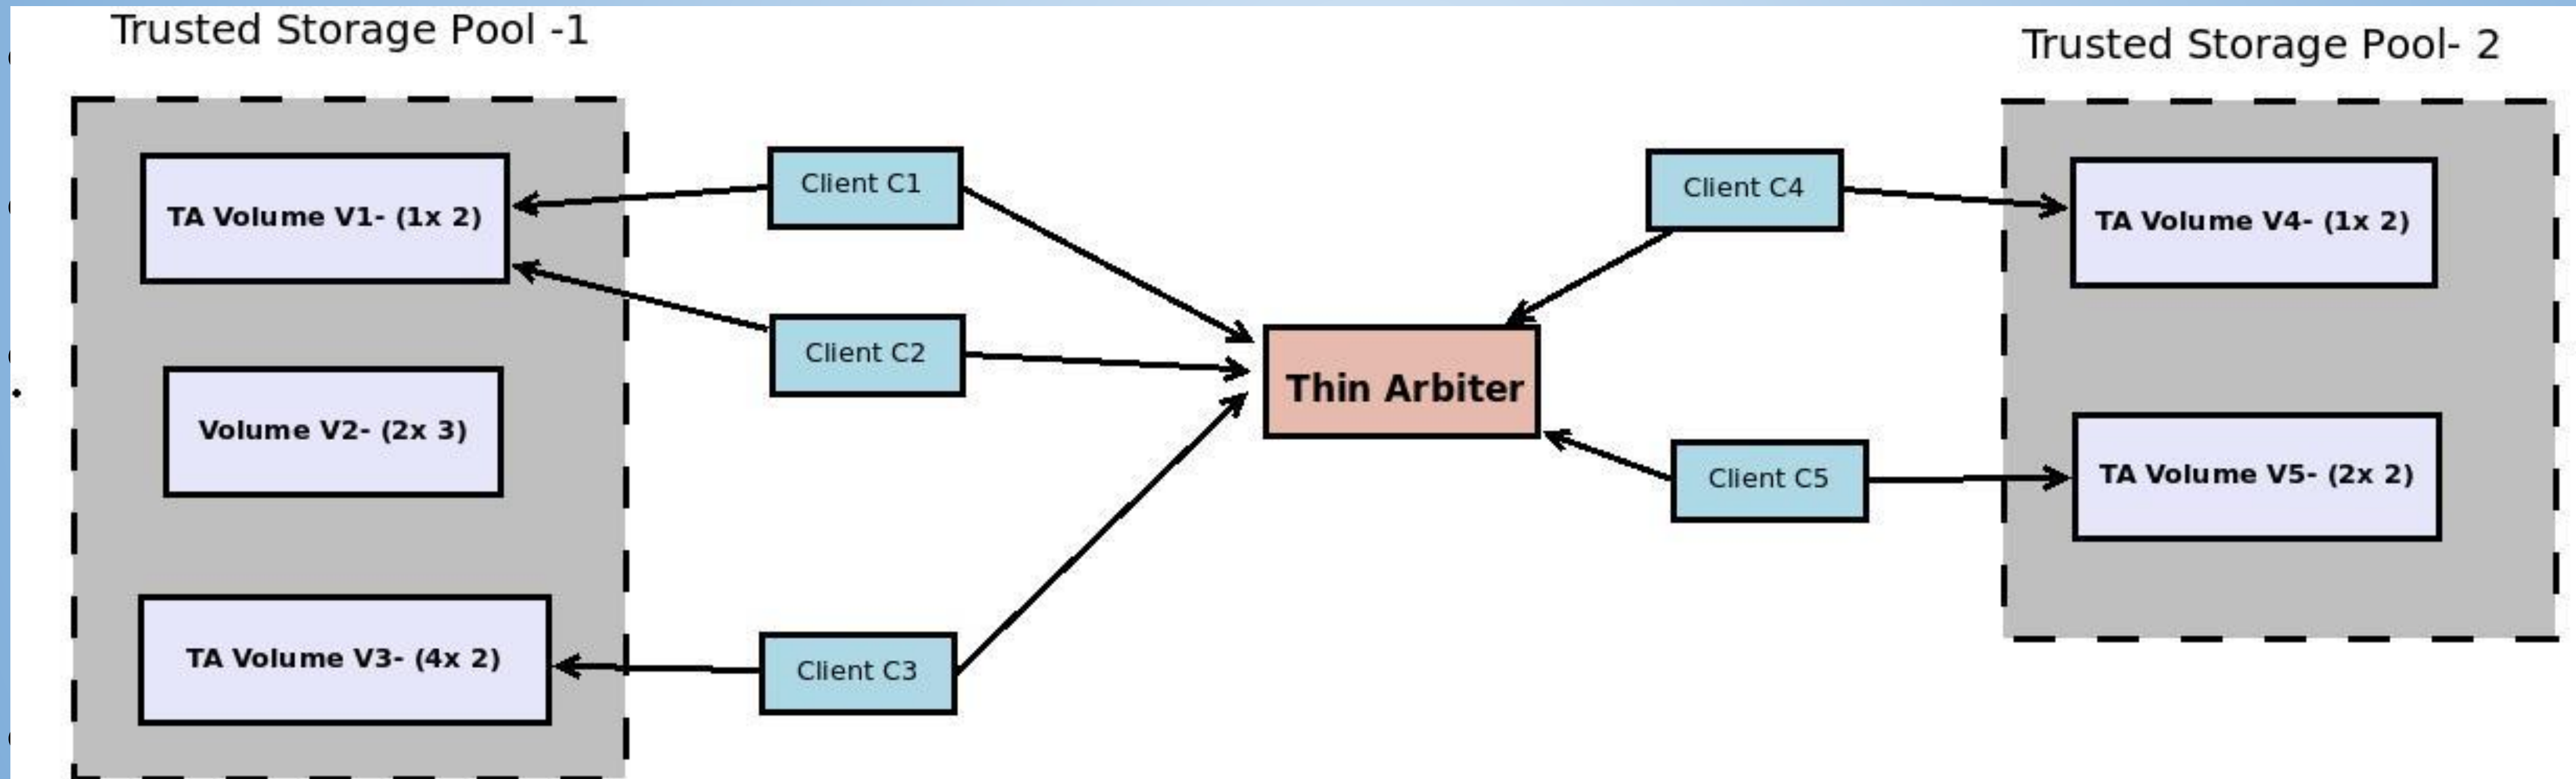 Trusted Storage Pool -1
Trusted Storage Pool- 2
TA Volume V1- (1x 2)
Client C1
Client C4
TA Volume V4- (1x 2)
Client C2
Thin Arbiter
Volume V2- (2x 3)
Client C5
TA Volume V5- (2x 2)
TA Volume V3- (4x 2)
Client C3